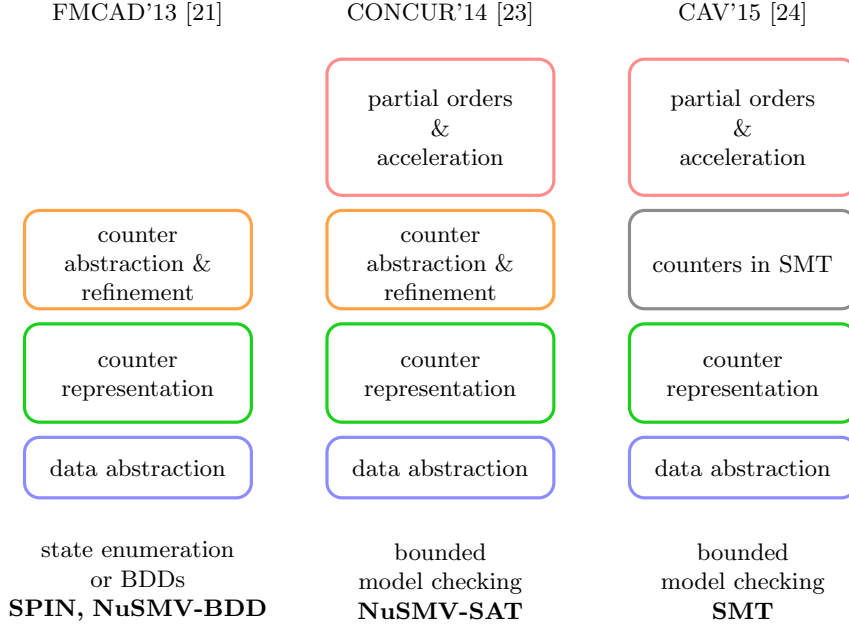 FMCAD'13 [21]
CONCUR'14 [23]
CAV'15 [24]
partial orders
&
acceleration
partial orders
&
acceleration
counter
abstraction &
refinement
counter
abstraction &
refinement
counters in SMT
counter
representation
counter
representation
counter
representation
data abstraction
data abstraction
data abstraction
state enumeration
or BDDs
SPIN, NuSMV-BDD
bounded
model checking
NuSMV-SAT
bounded
model checking
SMT